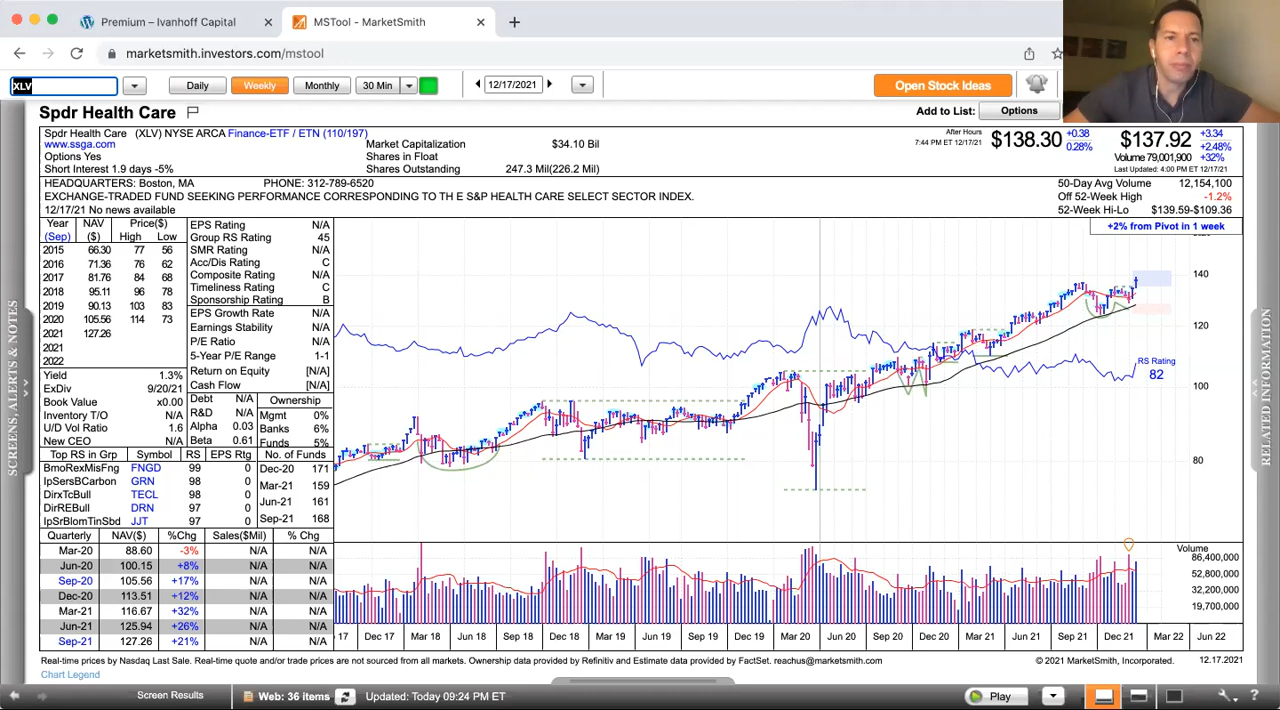 Premium – Ivanhoff Capital
MSTool - MarketSmith
marketsmith.investors.com/mstool
XLV Daily Weekly Monthly 30 Min 12/17/2021 Open Stock Ideas
Spdr Health Care Add to List: Options
Spdr Health Care (XLV) NYSE ARCA Finance-ETF / ETN (110/197)
www.ssga.com Market Capitalization $34.10 Bil
Options Yes Shares in Float
Short Interest 1.9 days -5% Shares Outstanding 247.3 Mil(226.2 Mil)
After Hours
7:44 PM ET 12/17/21 $138.30 +0.38 0.28% $137.92 +3.34 +2.48%
Volume 79,001,900 +32%
Last Updated: 4:00 PM ET 12/17/21
HEADQUARTERS: Boston, MA PHONE: 312-789-6520
EXCHANGE-TRADED FUND SEEKING PERFORMANCE CORRESPONDING TO TH E S&P HEALTH CARE SELECT SECTOR INDEX.
12/17/21 No news available
50-Day Avg Volume 12,154,100
Off 52-Week High -1.2%
52-Week Hi-Lo $139.59-$109.36
+2% from Pivot in 1 week
Year NAV Price($)
(Sep) ($) High Low
2015 66.30 77 56
2016 71.36 76 62
2017 81.76 84 68
2018 95.11 96 78
2019 90.13 103 83
2020 105.56 114 73
2021 127.26
2021
2022
Yield 1.3%
ExDiv 9/20/21
Book Value x0.00
Inventory T/O N/A
U/D Vol Ratio 1.6
New CEO N/A
EPS Rating N/A
Group RS Rating 45
SMR Rating N/A
Acc/Dis Rating C
Composite Rating N/A
Timeliness Rating C
Sponsorship Rating B
EPS Growth Rate N/A
Earnings Stability N/A
P/E Ratio N/A
5-Year P/E Range 1-1
Return on Equity [N/A]
Cash Flow [N/A]
Debt N/A
R&D N/A
Alpha 0.03
Beta 0.61
Ownership
Mgmt 0%
Banks 6%
Funds 5%
Top RS in Grp Symbol RS EPS Rtg
BmoRexMisFng FNGD 99 0
IpSersBCarbon GRN 98 0
DirxTcBull TECL 98 0
DirREBull DRN 97 0
IpSrBlomTinSbd JJT 97 0
No. of Funds
Dec-20 171
Mar-21 159
Jun-21 161
Sep-21 168
Quarterly NAV($) %Chg Sales($Mil) % Chg
Mar-20 88.60 -3% N/A N/A
Jun-20 100.15 +8% N/A N/A
Sep-20 105.56 +17% N/A N/A
Dec-20 113.51 +12% N/A N/A
Mar-21 116.67 +32% N/A N/A
Jun-21 125.94 +26% N/A N/A
Sep-21 127.26 +21% N/A N/A
140
120
RS Rating
82
100
80
Volume
86,400,000
52,800,000
32,200,000
19,700,000
17 Dec 17 Mar 18 Jun 18 Sep 18 Dec 18 Mar 19 Jun 19 Sep 19 Dec 19 Mar 20 Jun 20 Sep 20 Dec 20 Mar 21 Jun 21 Sep 21 Dec 21 Mar 22 Jun 22
Real-time prices by Nasdaq Last Sale. Real-time quote and/or trade prices are not sourced from all markets. Ownership data provided by Refinitiv and Estimate data provided by FactSet. reachus@marketsmith.com © 2021 MarketSmith, Incorporated. 12.17.2021
Chart Legend
SCREENS, ALERTS & NOTES
RELATED INFORMATION
Screen Results Web: 36 items Updated: Today 09:24 PM ET Play ?